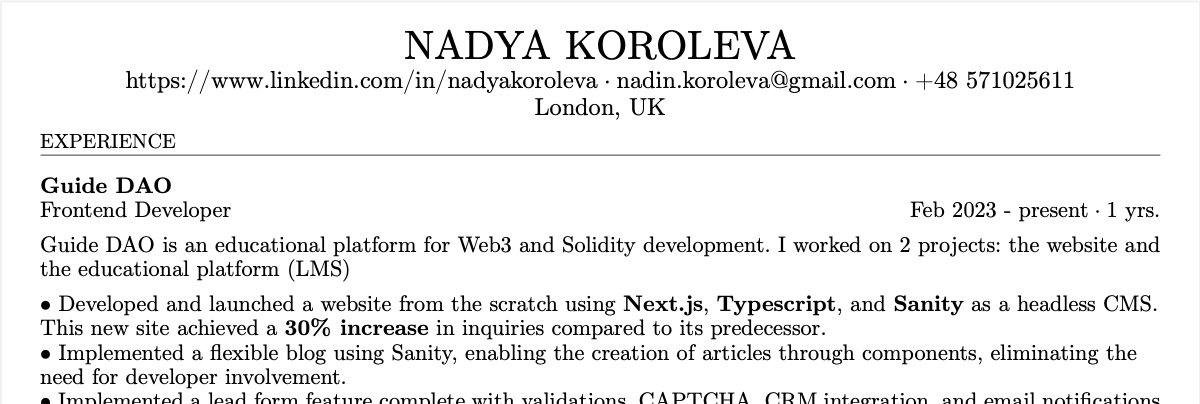 NADYA KOROLEVA
https://www.linkedin.com/in/nadyakoroleva · nadin.koroleva@gmail.com · +48 571025611
London, UK
EXPERIENCE
Guide DAO
Frontend Developer Feb 2023 - present · 1 yrs.
Guide DAO is an educational platform for Web3 and Solidity development. I worked on 2 projects: the website and
the educational platform (LMS)
• Developed and launched a website from the scratch using Next.js, Typescript, and Sanity as a headless CMS.
This new site achieved a 30% increase in inquiries compared to its predecessor.
• Implemented a flexible blog using Sanity, enabling the creation of articles through components, eliminating the
need for developer involvement.
• Implemented a lead form feature complete with validations, CAPTCHA, CRM integration, and email notifications